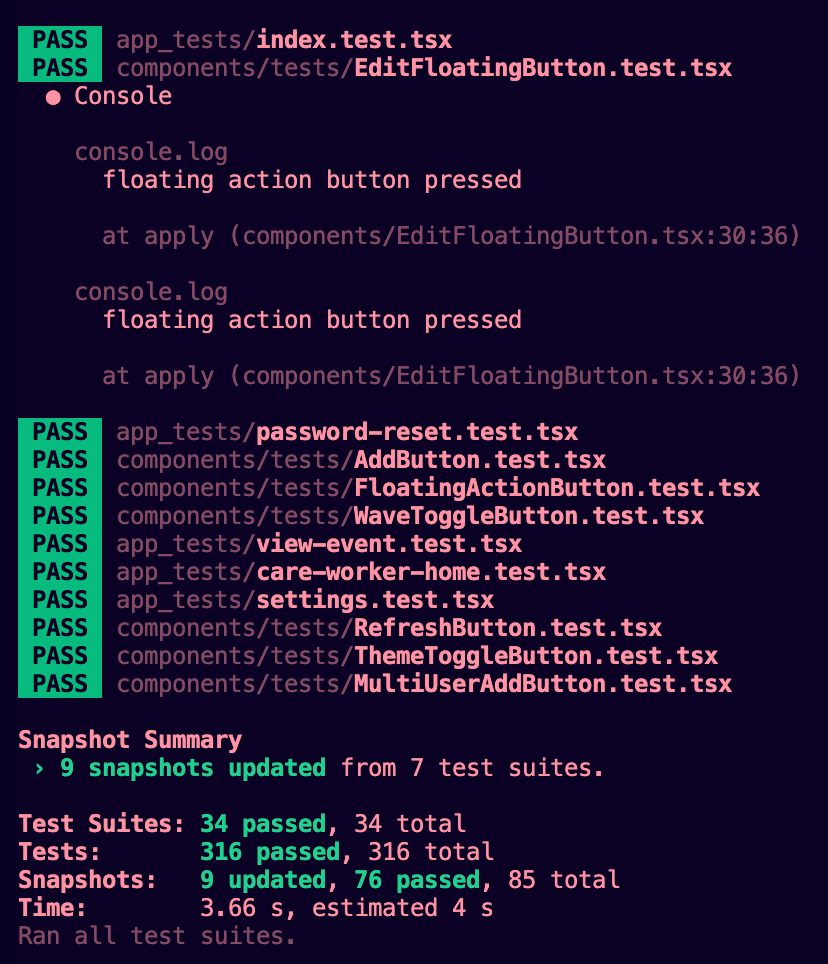 PASS app_tests/index.test.tsx
PASS components/tests/EditFloatingButton.test.tsx
● Console
console.log
floating action button pressed
at apply (components/EditFloatingButton.tsx:30:36)
console.log
floating action button pressed
at apply (components/EditFloatingButton.tsx:30:36)
PASS app_tests/password-reset.test.tsx
PASS components/tests/AddButton.test.tsx
PASS components/tests/FloatingActionButton.test.tsx
PASS components/tests/WaveToggleButton.test.tsx
PASS app_tests/view-event.test.tsx
PASS app_tests/care-worker-home.test.tsx
PASS app_tests/settings.test.tsx
PASS components/tests/RefreshButton.test.tsx
PASS components/tests/ThemeToggleButton.test.tsx
PASS components/tests/MultiUserAddButton.test.tsx
Snapshot Summary
› 9 snapshots updated from 7 test suites.
Test Suites: 34 passed, 34 total
Tests: 316 passed, 316 total
Snapshots: 9 updated, 76 passed, 85 total
Time: 3.66 s, estimated 4 s
Ran all test suites.